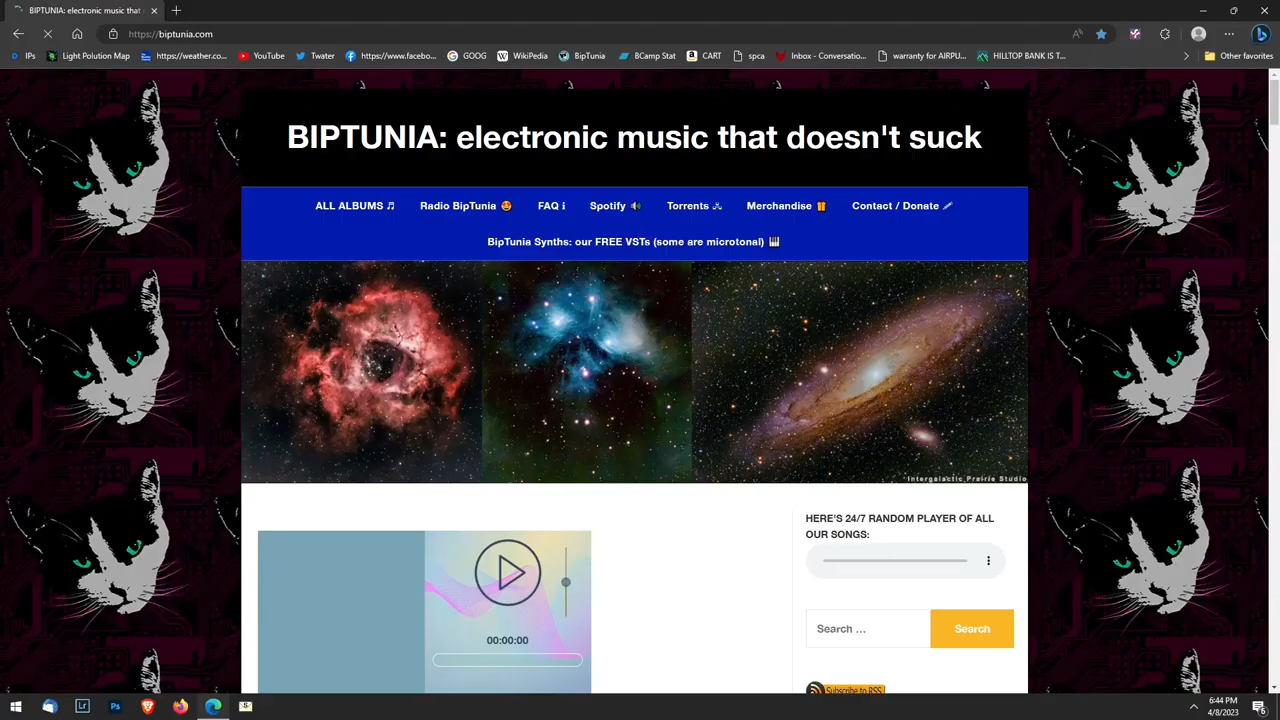 BIPTUNIA: electronic music that
https://biptunia.com
IPs
Light Polution Map
https://weather.co...
YouTube
Twater
https://www.facebo...
GOOG
WikiPedia
BipTunia
BCamp Stat
CART
spca
Inbox - Conversatio...
warranty for AIRPU...
HILLTOP BANK IS T...
Other favorites
BIPTUNIA: electronic music that doesn't suck
ALL ALBUMS
Radio BipTunia
FAQ
Spotify
Torrents
Merchandise
Contact / Donate
BipTunia Synths: our FREE VSTs (some are microtonal)
Intergalactic Prairie Studio
HERE'S 24/7 RANDOM PLAYER OF ALL
OUR SONGS:
00:00:00
Search ...
Search
Subscribe to RSS
6:44 PM
4/8/2023
6